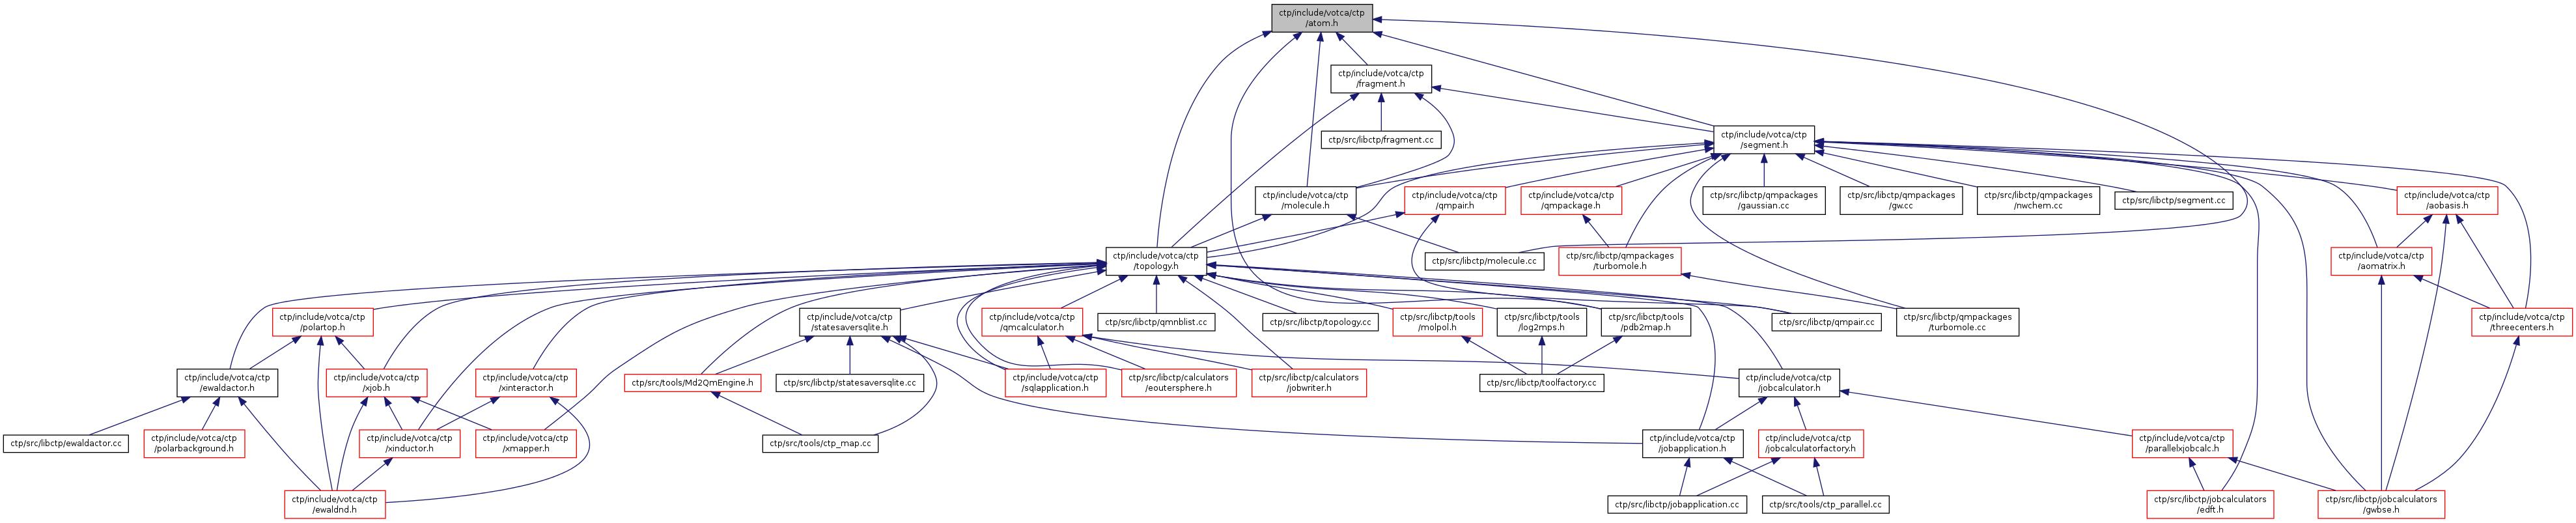 ctp/include/votca/ctp
/atom.h
ctp/include/votca/ctp
/fragment.h
ctp/src/libctp/fragment.cc
ctp/include/votca/ctp
/segment.h
ctp/include/votca/ctp
/molecule.h
ctp/include/votca/ctp
/qmpair.h
ctp/include/votca/ctp
/qmpackage.h
ctp/src/libctp/qmpackages
/gaussian.cc
ctp/src/libctp/qmpackages
/gw.cc
ctp/src/libctp/qmpackages
/nwchem.cc
ctp/src/libctp/segment.cc
ctp/include/votca/ctp
/aobasis.h
ctp/include/votca/ctp
/topology.h
ctp/src/libctp/molecule.cc
ctp/src/libctp/qmpackages
/turbomole.h
ctp/include/votca/ctp
/aomatrix.h
ctp/include/votca/ctp
/polartop.h
ctp/include/votca/ctp
/statesaversqlite.h
ctp/include/votca/ctp
/qmcalculator.h
ctp/src/libctp/qmnblist.cc
ctp/src/libctp/topology.cc
ctp/src/libctp/tools
/molpol.h
ctp/src/libctp/tools
/log2mps.h
ctp/src/libctp/tools
/pdb2map.h
ctp/src/libctp/qmpair.cc
ctp/src/libctp/qmpackages
/turbomole.cc
ctp/include/votca/ctp
/threecenters.h
ctp/include/votca/ctp
/ewaldactor.h
ctp/include/votca/ctp
/xjob.h
ctp/include/votca/ctp
/xinteractor.h
ctp/src/tools/Md2QmEngine.h
ctp/src/libctp/statesaversqlite.cc
ctp/include/votca/ctp
/sqlapplication.h
ctp/src/libctp/calculators
/eoutersphere.h
ctp/src/libctp/calculators
/jobwriter.h
ctp/src/libctp/toolfactory.cc
ctp/include/votca/ctp
/jobcalculator.h
ctp/src/libctp/ewaldactor.cc
ctp/include/votca/ctp
/polarbackground.h
ctp/include/votca/ctp
/xinductor.h
ctp/include/votca/ctp
/xmapper.h
ctp/src/tools/ctp_map.cc
ctp/include/votca/ctp
/jobapplication.h
ctp/include/votca/ctp
/jobcalculatorfactory.h
ctp/include/votca/ctp
/parallelxjobcalc.h
ctp/include/votca/ctp
/ewaldnd.h
ctp/src/libctp/jobapplication.cc
ctp/src/tools/ctp_parallel.cc
ctp/src/libctp/jobcalculators
/edft.h
ctp/src/libctp/jobcalculators
/gwbse.h